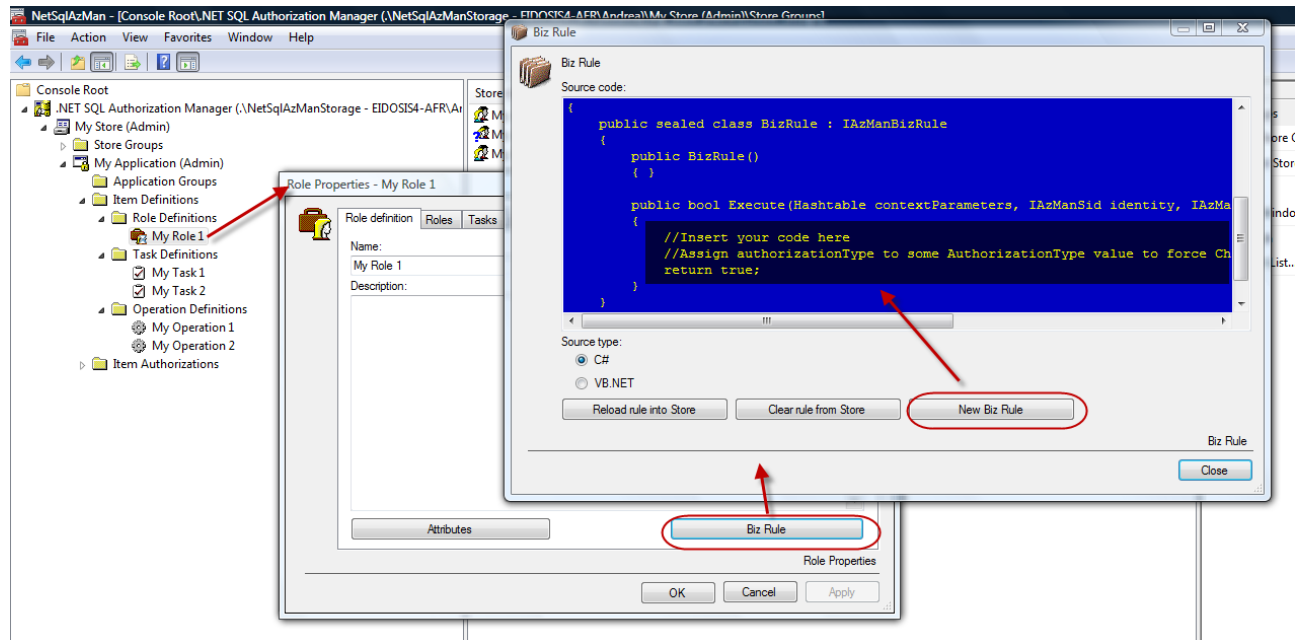 NetSqlAzMan - [Console Root\.NET SQL Authorization Manager (.\NetSqlAzManStorage - EIDOSIS4-AFR\Andrea)\My Store (Admin)\Store Groups]
File Action View Favorites Window Help
Console Root
.NET SQL Authorization Manager (.\NetSqlAzManStorage - EIDOSIS4-AFR\Ar
My Store (Admin)
Store Groups
My Application (Admin)
Application Groups
Item Definitions
Role Definitions
My Role 1
Task Definitions
My Task 1
My Task 2
Operation Definitions
My Operation 1
My Operation 2
Item Authorizations
Store
M
M
M
Role Properties - My Role 1
Role definition Roles Tasks
Name:
My Role 1
Description:
Attributes
Biz Rule
Role Properties
OK Cancel Apply
Biz Rule
Biz Rule
Source code:
{
public sealed class BizRule : IAzManBizRule
{
public BizRule()
{ }
public bool Execute(Hashtable contextParameters, IAzManSid identity, IAzMa
{
//Insert your code here
//Assign authorizationType to some AuthorizationType value to force Ch
return true;
}
}
Source type:
C#
VB.NET
Reload rule into Store Clear rule from Store New Biz Rule
Biz Rule
Close
s
ore G
Stor
indo
List...